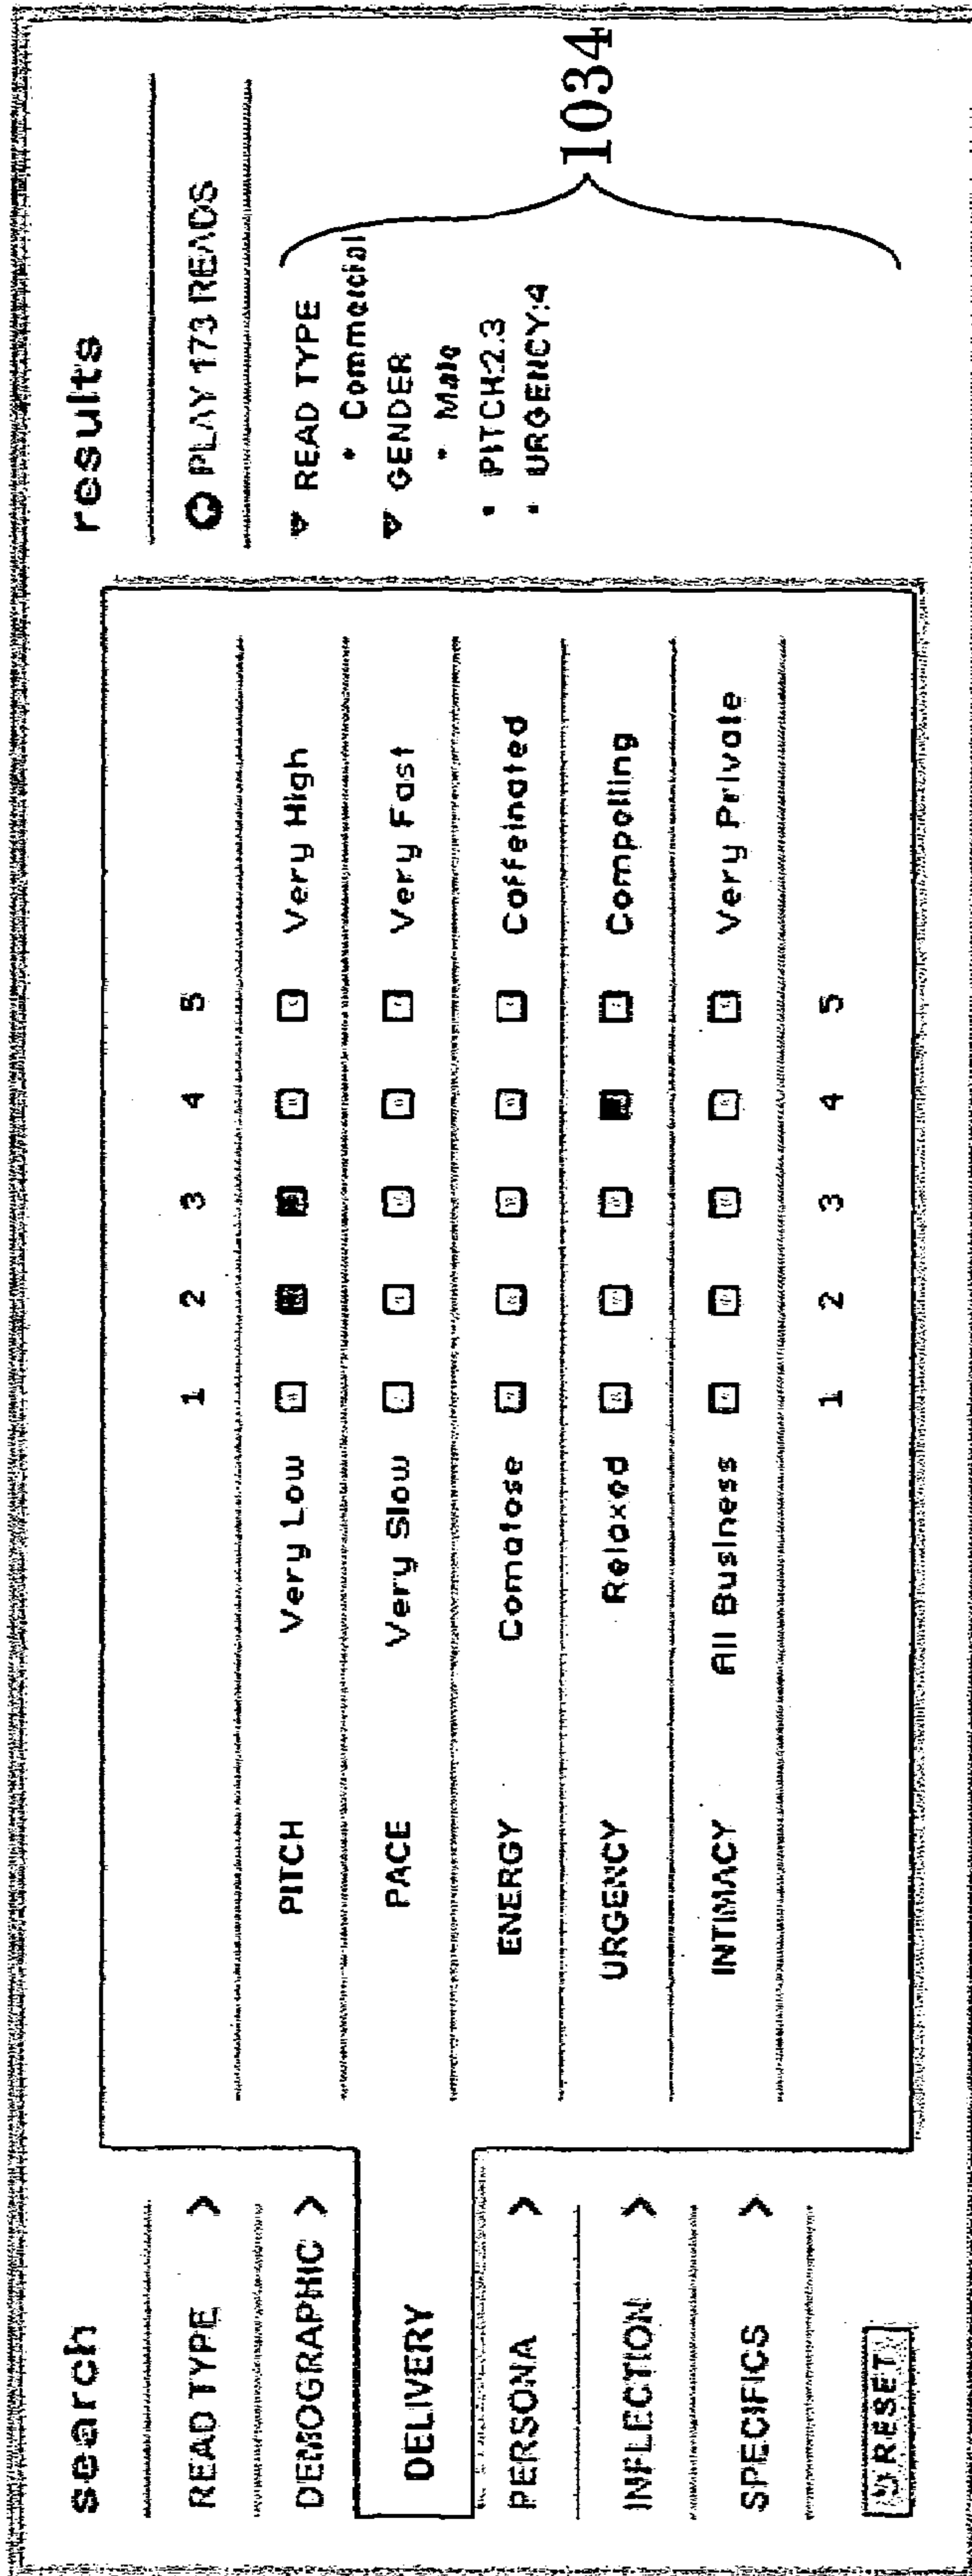 search
READ TYPE >
DEMOGRAPHIC >
DELIVERY
PERSONA >
INFLECTION >
SPECIFICS >
RESET
1 2 3 4 5
PITCH Very Low Very High
PACE Very Slow Very Fast
ENERGY Comatose Caffeinated
URGENCY Relaxed Compelling
INTIMACY All Business Very Private
1 2 3 4 5
results
PLAY 173 READS
READ TYPE
• Commercial
GENDER
• Male
• PITCH:2.3
• URGENCY:4
1034